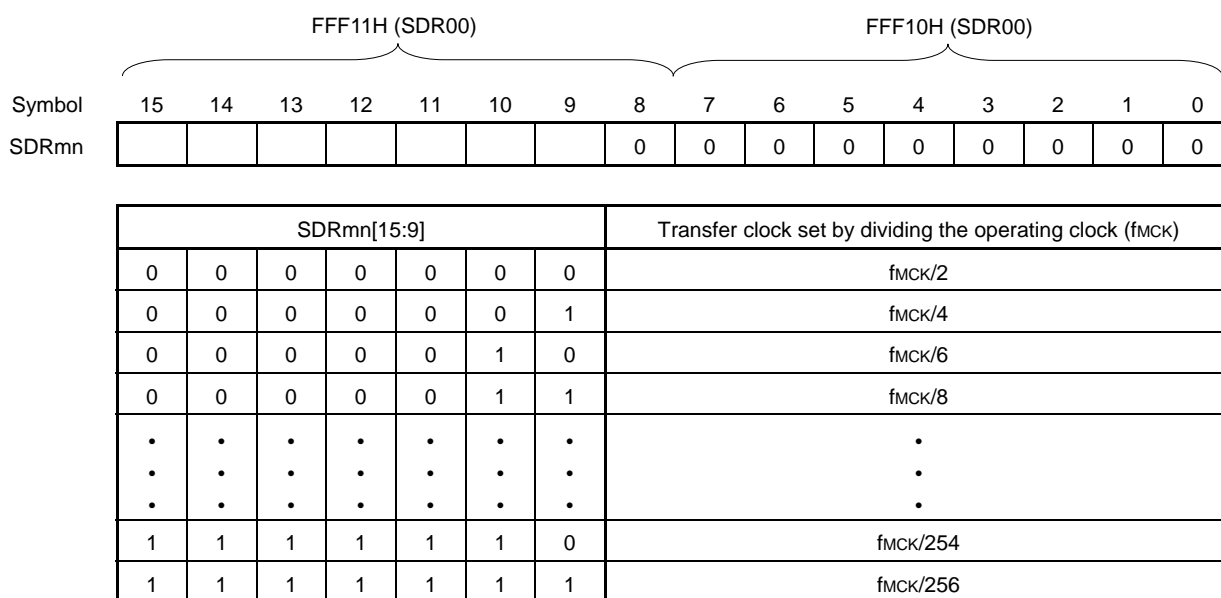 FFF11H (SDR00) FFF10H (SDR00)
Symbol 15 14 13 12 11 10 9 8 7 6 5 4 3 2 1 0
SDRmn 0 0 0 0 0 0 0 0 0
SDRmn[15:9] Transfer clock set by dividing the operating clock (fMCK)
0 0 0 0 0 0 0 fMCK/2
0 0 0 0 0 0 1 fMCK/4
0 0 0 0 0 1 0 fMCK/6
0 0 0 0 0 1 1 fMCK/8
• • • • • • • •
• • • • • • • •
• • • • • • • •
1 1 1 1 1 1 0 fMCK/254
1 1 1 1 1 1 1 fMCK/256